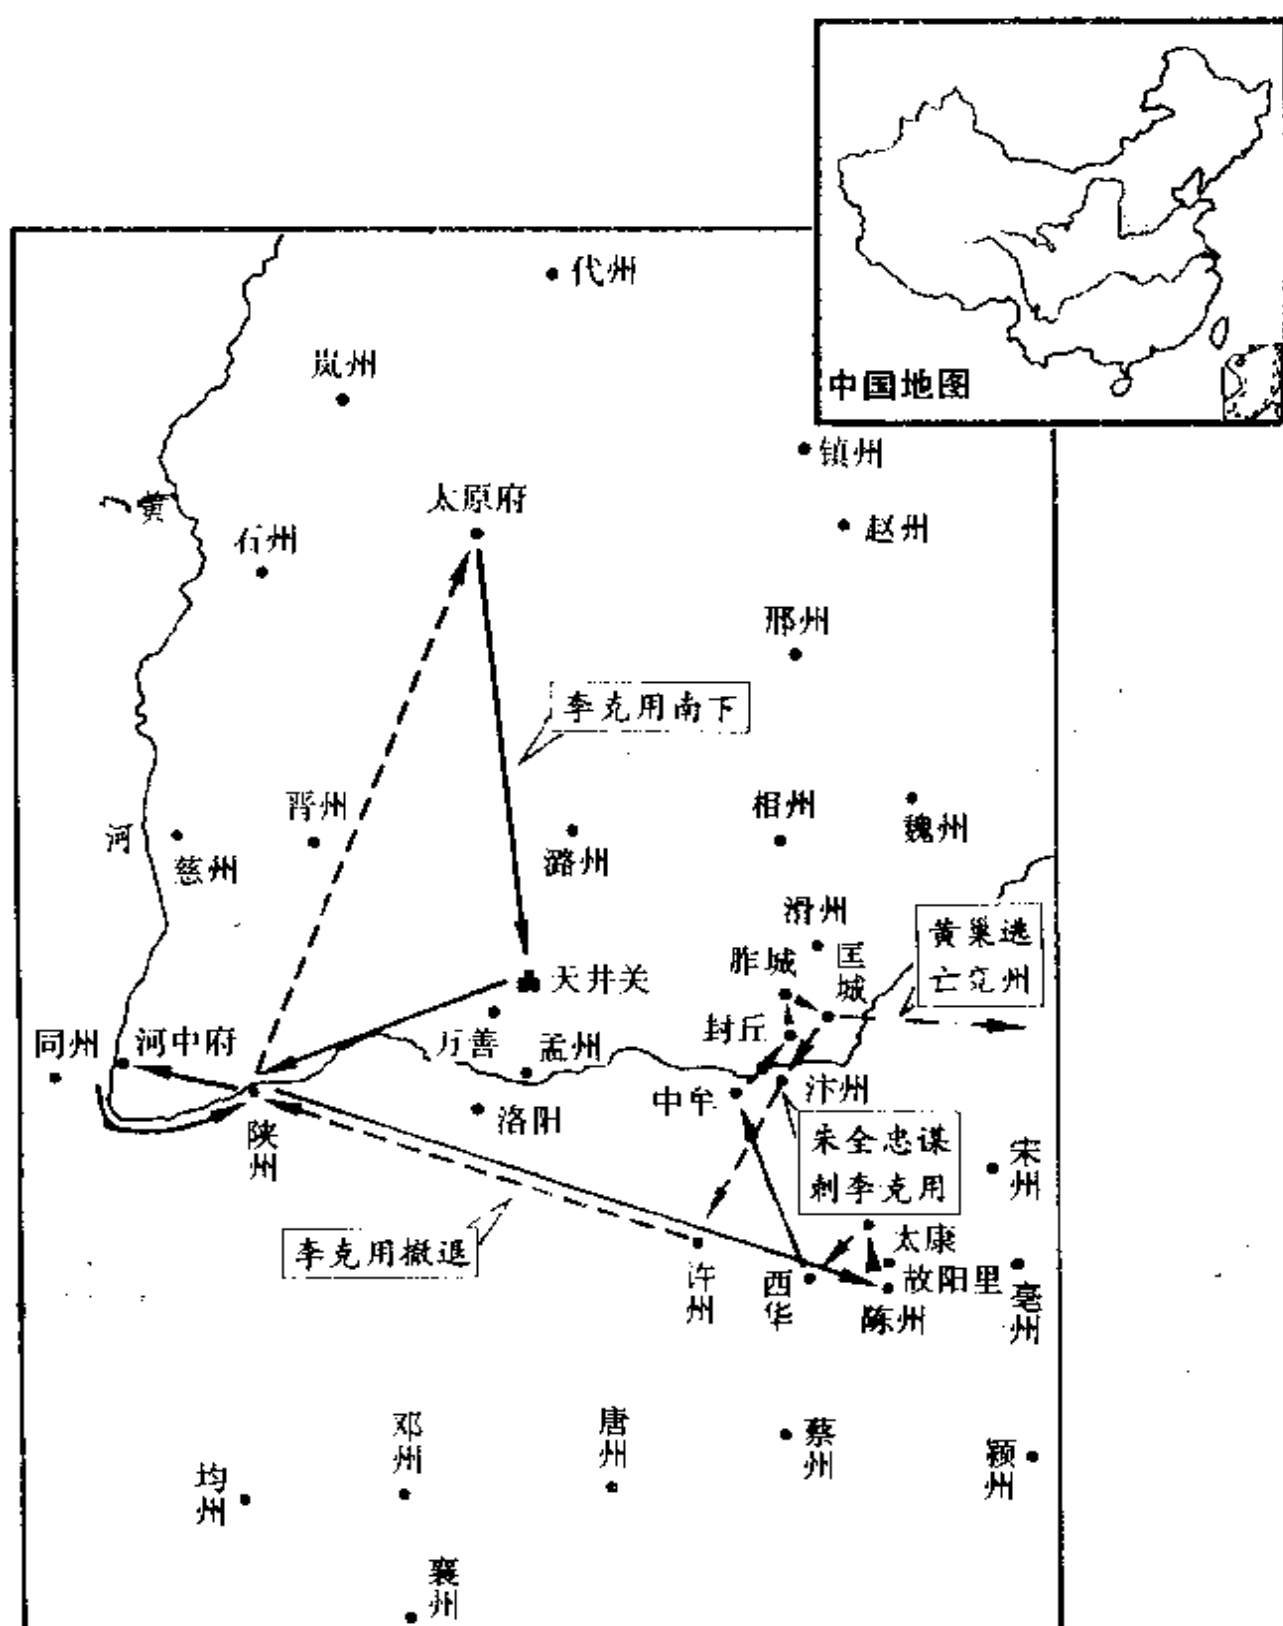 中国地图
代州
岚州
镇州
太原府
赵州
黄
石州
邢州
李克用南下
晋州
相州
魏州
河
慈州
潞州
滑州
黄巢逃
亡兖州
胙城
匡城
天井关
同州
河中府
万善
孟州
封丘
中牟
汴州
洛阳
陕州
朱全忠谋
刺李克用
宋州
太康
李克用撤退
许州
西华
故阳里
亳州
陈州
邓州
唐州
蔡州
颍州
均州
襄州